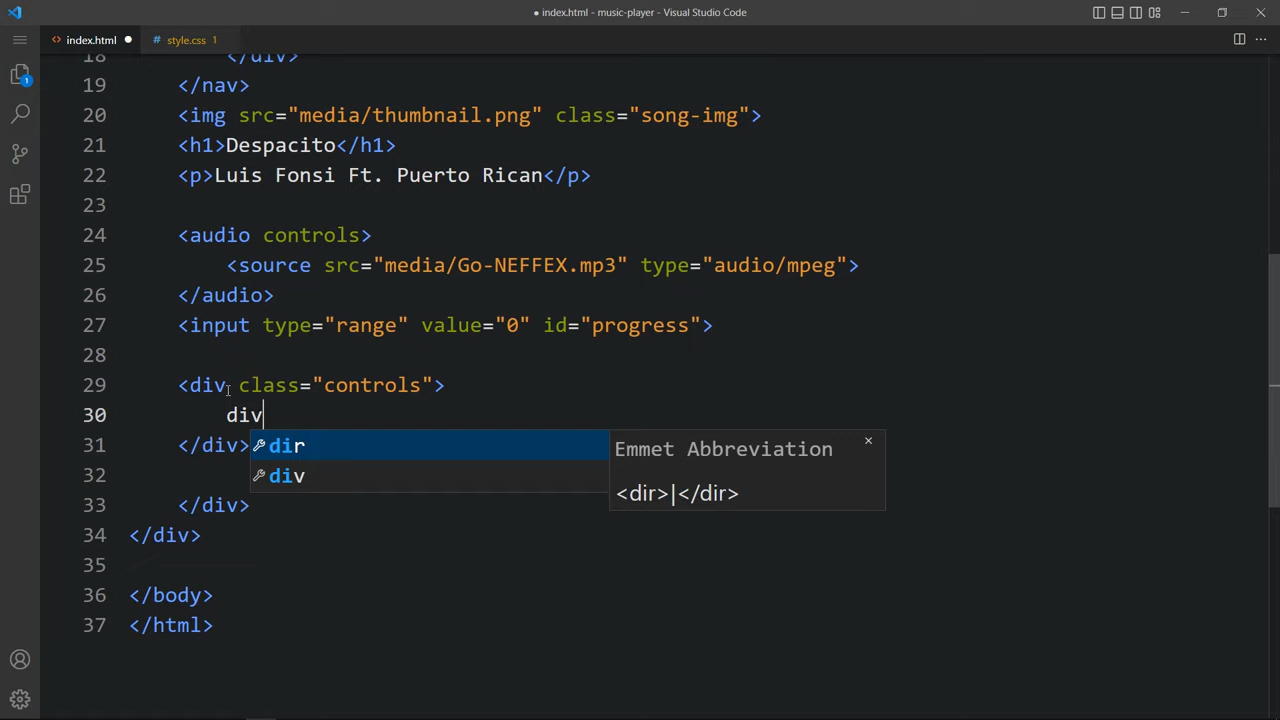 ● index.html - music-player - Visual Studio Code
<> index.html ●
# style.css 1
1
18 </div>
19 </nav>
20 <img src="media/thumbnail.png" class="song-img">
21 <h1>Despacito</h1>
22 <p>Luis Fonsi Ft. Puerto Rican</p>
23
24 <audio controls>
25 <source src="media/Go-NEFFEX.mp3" type="audio/mpeg">
26 </audio>
27 <input type="range" value="0" id="progress">
28
29 <div class="controls">
30 div
31 </div>
32
33 </div>
34 </div>
35
36 </body>
37 </html>
dir
div
Emmet Abbreviation
<dir>|</dir>